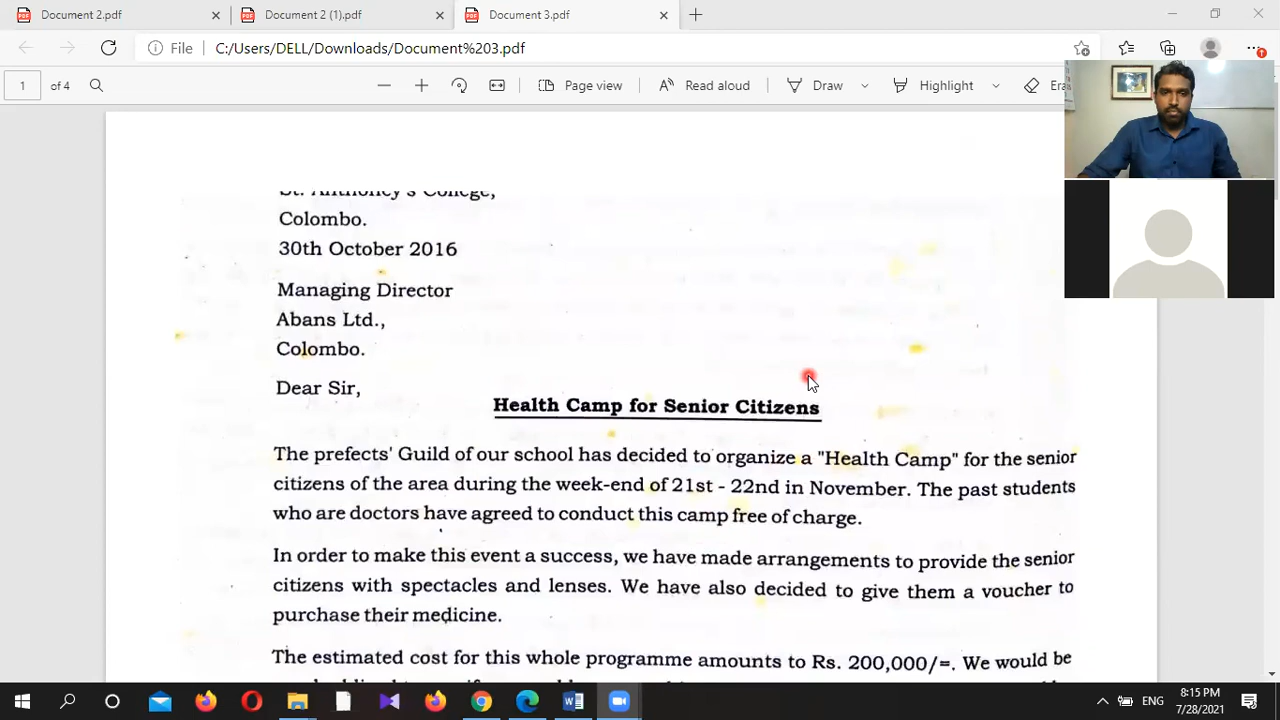 Document 2.pdf
Document 2 (1).pdf
Document 3.pdf
File
C:/Users/DELL/Downloads/Document%203.pdf
1 of 4
Page view
Read aloud
Draw
Highlight
Era
St. Anthoney's College,
Colombo.
30th October 2016
Managing Director
Abans Ltd.,
Colombo.
Dear Sir,
Health Camp for Senior Citizens
The prefects' Guild of our school has decided to organize a "Health Camp" for the senior
citizens of the area during the week-end of 21st - 22nd in November. The past students
who are doctors have agreed to conduct this camp free of charge.
In order to make this event a success, we have made arrangements to provide the senior
citizens with spectacles and lenses. We have also decided to give them a voucher to
purchase their medicine.
The estimated cost for this whole programme amounts to Rs. 200,000/=. We would be
ENG
8:15 PM
7/28/2021